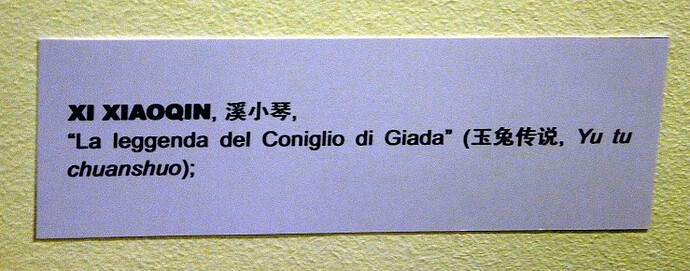 XI XIAOQIN, 溪小琴,
“La leggenda del Coniglio di Giada” (玉兔传说, Yu tu
chuanshuo);